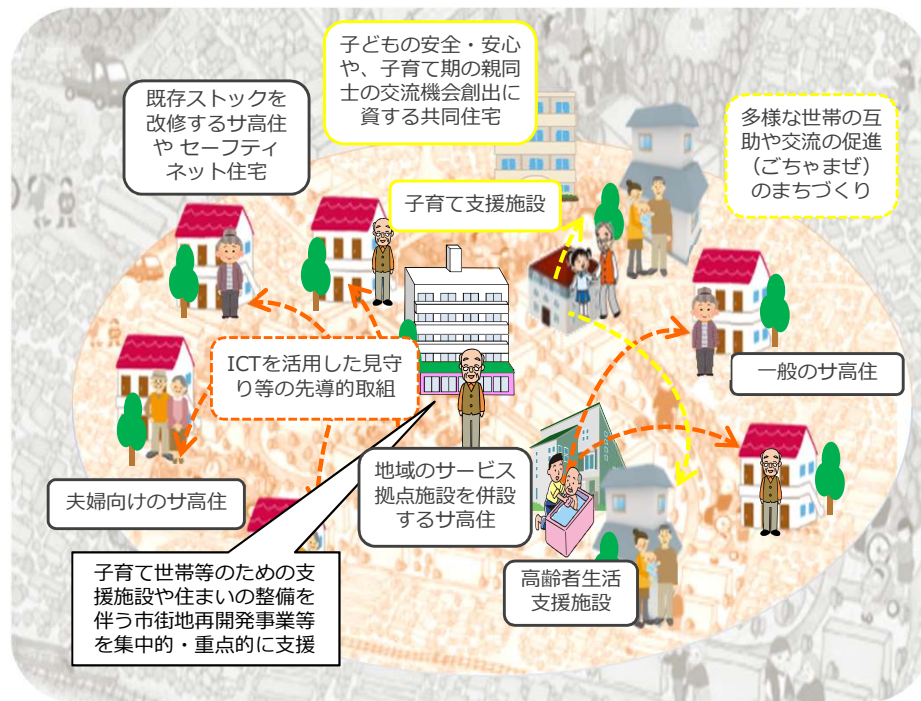 子どもの安全・安心
や、子育て期の親同
士の交流機会創出に
資する共同住宅
既存ストックを
改修するサ高住
や セーフティ
ネット住宅
多様な世帯の互
助や交流の促進
（ごちゃまぜ）
のまちづくり
子育て支援施設
ICTを活用した見守
り等の先導的取組
一般のサ高住
地域のサービス
拠点施設を併設
するサ高住
夫婦向けのサ高住
子育て世帯等のための支
援施設や住まいの整備を
伴う市街地再開発事業等
を集中的・重点的に支援
高齢者生活
支援施設